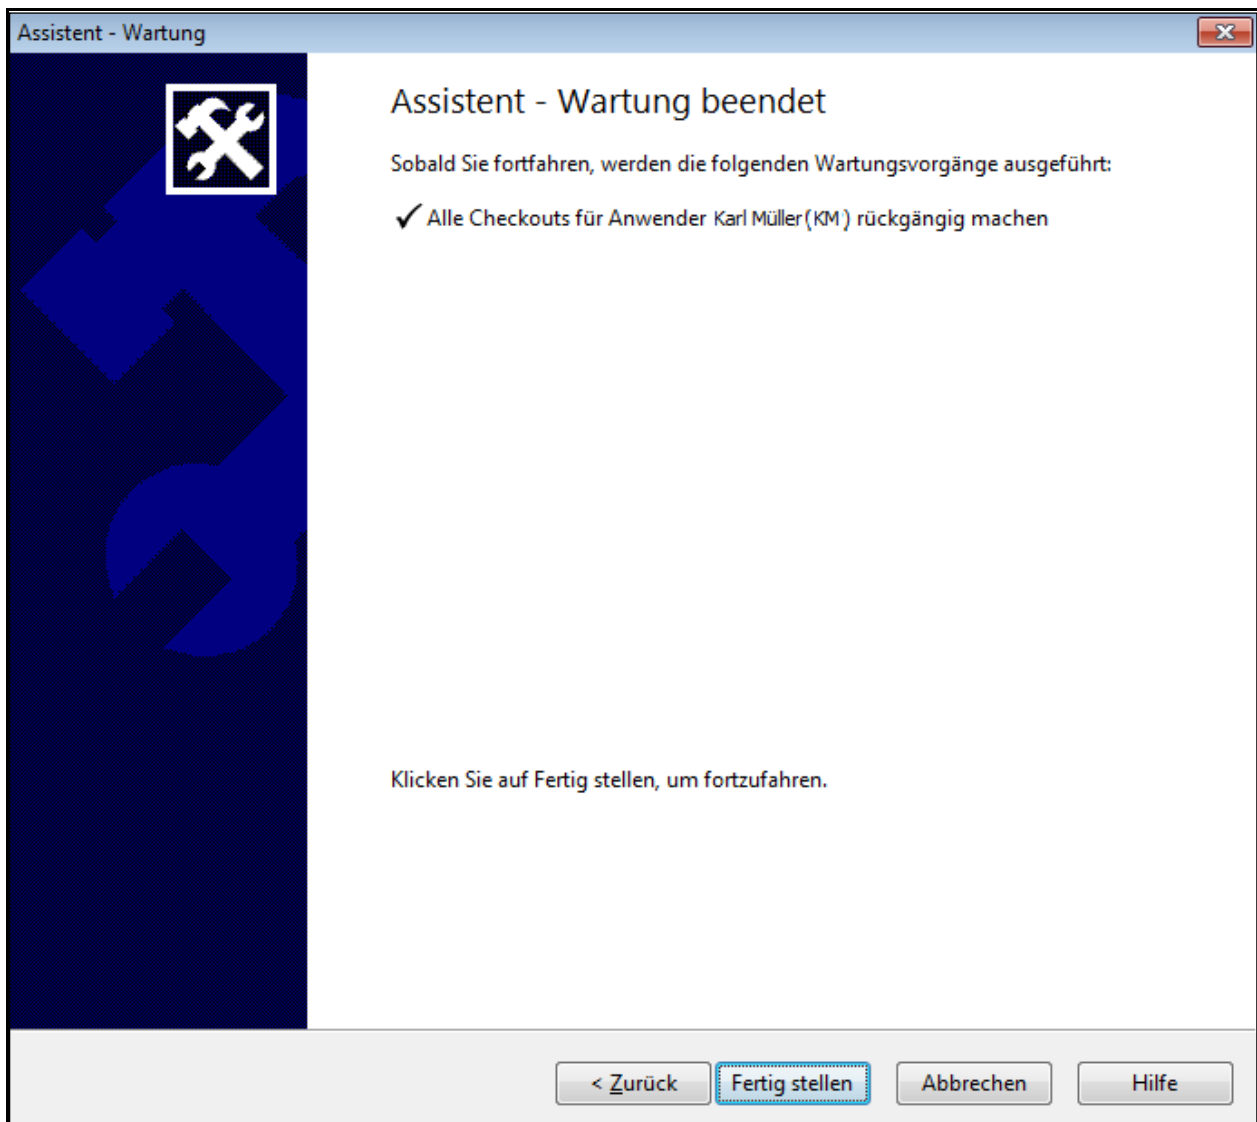 Assistent - Wartung
Assistent - Wartung beendet
Sobald Sie fortfahren, werden die folgenden Wartungsvorgänge ausgeführt:
Alle Checkouts für Anwender Karl Müller (KM) rückgängig machen
Klicken Sie auf Fertig stellen, um fortzufahren.
< Zurück Fertig stellen Abbrechen Hilfe